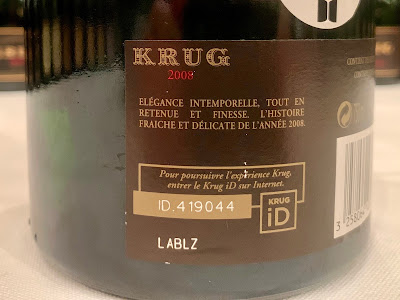 KRUG
2008
ELÉGANCE INTEMPORELLE, TOUT EN
RETENUE ET FINESSE. L'HISTOIRE
FRAICHE ET DÉLICATE DE L'ANNÉE 2008.
Pour poursuivre l'expérience Krug,
entrer le Krug iD sur Internet.
ID.419044
KRUG
iD
LABLZ